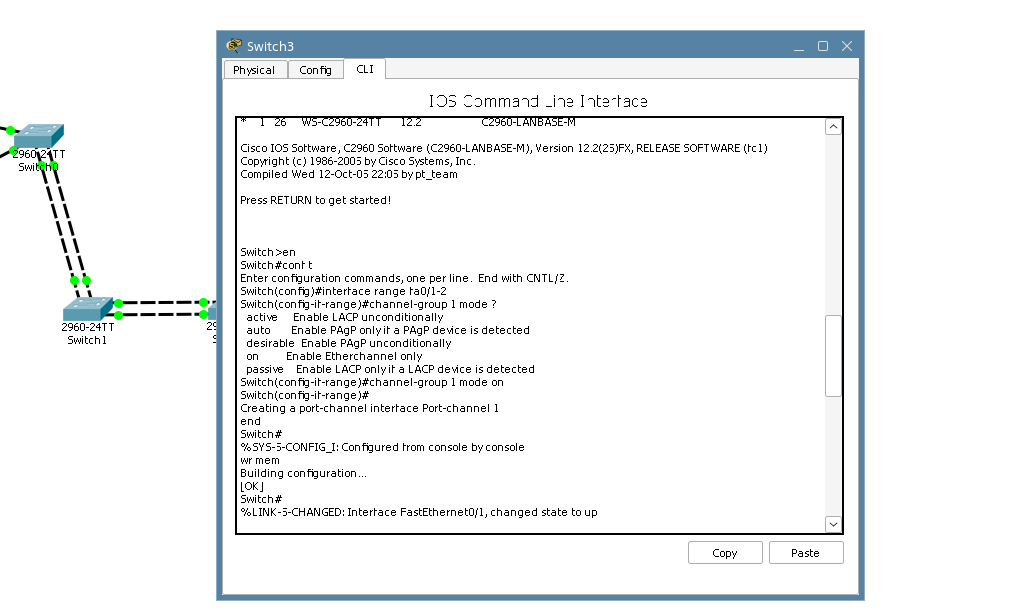 Switch3
Physical
Config
CLI
IOS Command Line Interface
* 1 26 WS-C2960-24TT 12.2 C2960-LANBASE-M
Cisco IOS Software, C2960 Software (C2960-LANBASE-M), Version 12.2(25)FX, RELEASE SOFTWARE (fc1)
Copyright (c) 1986-2005 by Cisco Systems, Inc.
Compiled Wed 12-Oct-05 22:05 by pt_team
Press RETURN to get started!
Switch>en
Switch#conf t
Enter configuration commands, one per line. End with CNTL/Z.
Switch(config)#interface range fa0/1-2
Switch(config-if-range)#channel-group 1 mode ?
active Enable LACP unconditionally
auto Enable PAgP only if a PAgP device is detected
desirable Enable PAgP unconditionally
on Enable Etherchannel only
passive Enable LACP only if a LACP device is detected
Switch(config-if-range)#channel-group 1 mode on
Switch(config-if-range)#
Creating a port-channel interface Port-channel 1
end
Switch#
%SYS-5-CONFIG_I: Configured from console by console
wr mem
Building configuration...
[OK]
Switch#
%LINK-5-CHANGED: Interface FastEthernet0/1, changed state to up
Copy
Paste
2960-24TT
Switch0
2960-24TT
Switch1